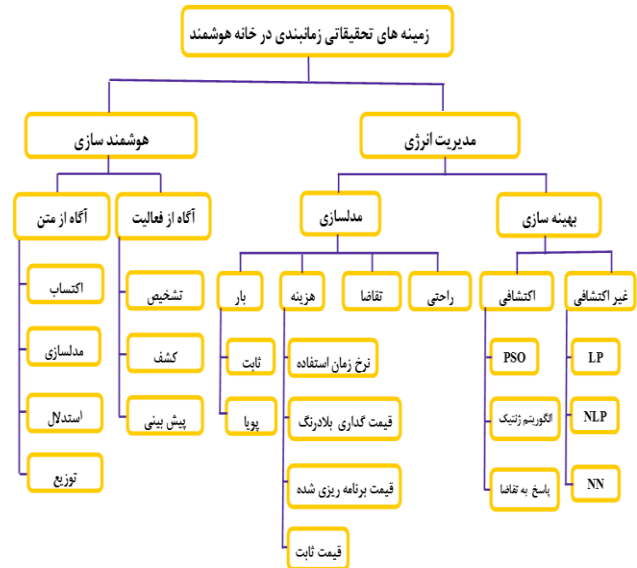 زمینه های تحقیقاتی زمانبندی در خانه هوشمند
مدیریت انرژی
هوشمند سازی
بهینه سازی
مدلسازی
آگاه از فعالیت
آگاه از متن
غیر اکتشافی
اکتشافی
راحتی
تقاضا
هزینه
بار
تشخیص
اکتساب
LP
PSO
نرخ زمان استفاده
ثابت
کشف
مدلسازی
NLP
الگوریتم ژنتیک
قیمت گذاری بلادرنگ
پویا
پیش بینی
استدلال
NN
پاسخ به تقاضا
قیمت برنامه ریزی شده
توزیع
قیمت ثابت